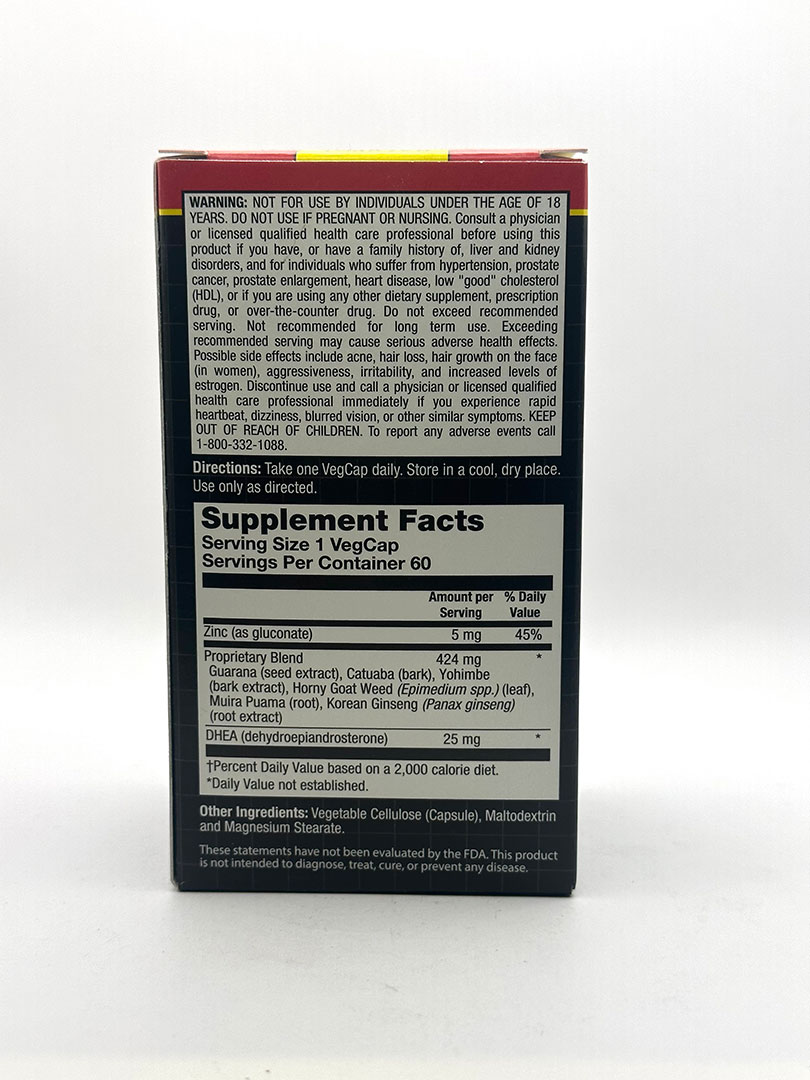 WARNING: NOT FOR USE BY INDIVIDUALS UNDER THE AGE OF 18
YEARS. DO NOT USE IF PREGNANT OR NURSING. Consult a physician
or licensed qualified health care professional before using this
product if you have, or have a family history of, liver and kidney
disorders, and for individuals who suffer from hypertension, prostate
cancer, prostate enlargement, heart disease, low "good" cholesterol
(HDL), or if you are using any other dietary supplement, prescription
drug, or over-the-counter drug. Do not exceed recommended
serving. Not recommended for long term use. Exceeding
recommended serving may cause serious adverse health effects.
Possible side effects include acne, hair loss, hair growth on the face
(in women), aggressiveness, irritability, and increased levels of
estrogen. Discontinue use and call a physician or licensed qualified
health care professional immediately if you experience rapid
heartbeat, dizziness, blurred vision, or other similar symptoms. KEEP
OUT OF REACH OF CHILDREN. To report any adverse events call
1-800-332-1088.
Directions: Take one VegCap daily. Store in a cool, dry place.
Use only as directed.
Supplement Facts
Serving Size 1 VegCap
Servings Per Container 60
Amount per % Daily
Serving Value
Zinc (as gluconate) 5 mg 45%
Proprietary Blend 424 mg *
Guarana (seed extract), Catuaba (bark), Yohimbe
(bark extract), Horny Goat Weed (Epimedium spp.) (leaf),
Muira Puama (root), Korean Ginseng (Panax ginseng)
(root extract)
DHEA (dehydroepiandrosterone) 25 mg *
†Percent Daily Value based on a 2,000 calorie diet.
*Daily Value not established.
Other Ingredients: Vegetable Cellulose (Capsule), Maltodextrin
and Magnesium Stearate.
These statements have not been evaluated by the FDA. This product
is not intended to diagnose, treat, cure, or prevent any disease.